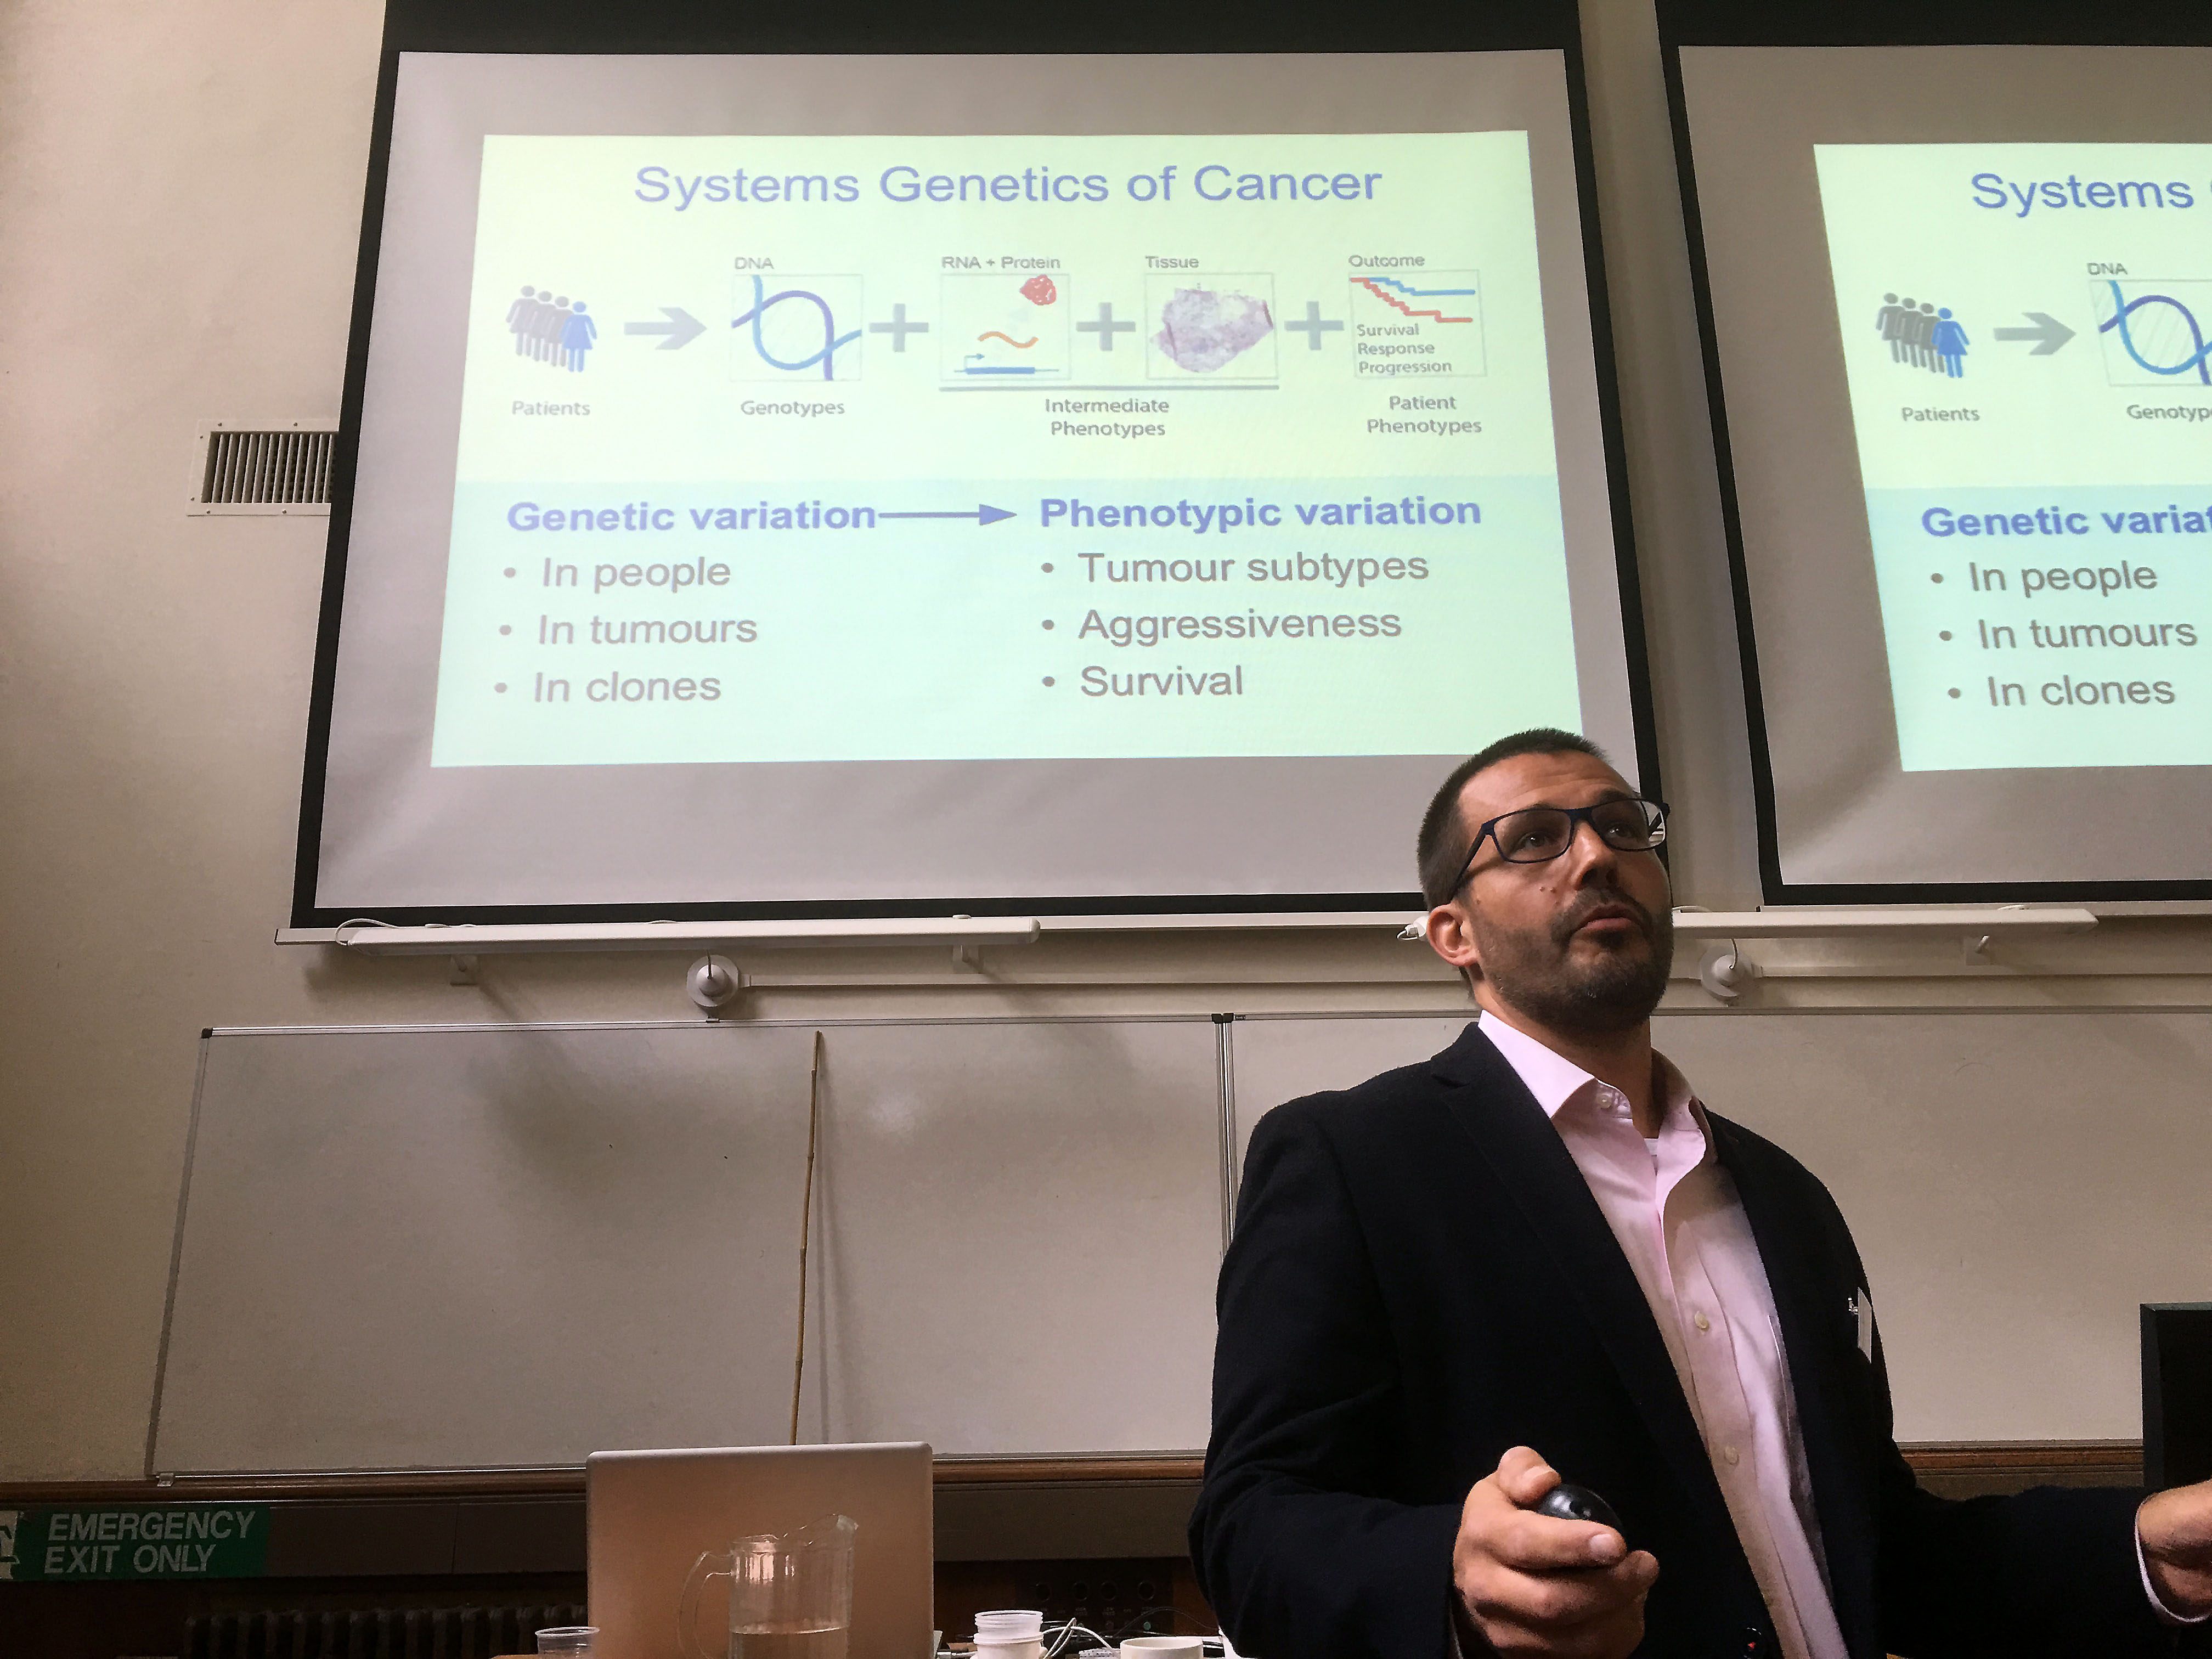 Systems Genetics of Cancer
DNA
RNA + Protein
Tissue
Outcome
Survival
Response
Progression
Patients
Genotypes
Intermediate
Phenotypes
Patient
Phenotypes
Genetic variation
Phenotypic variation
• In people
• Tumour subtypes
• In tumours
• Aggressiveness
• In clones
• Survival
Systems
DNA
Patients
Genotyp
Genetic variat
• In people
• In tumours
• In clones
EMERGENCY
EXIT ONLY